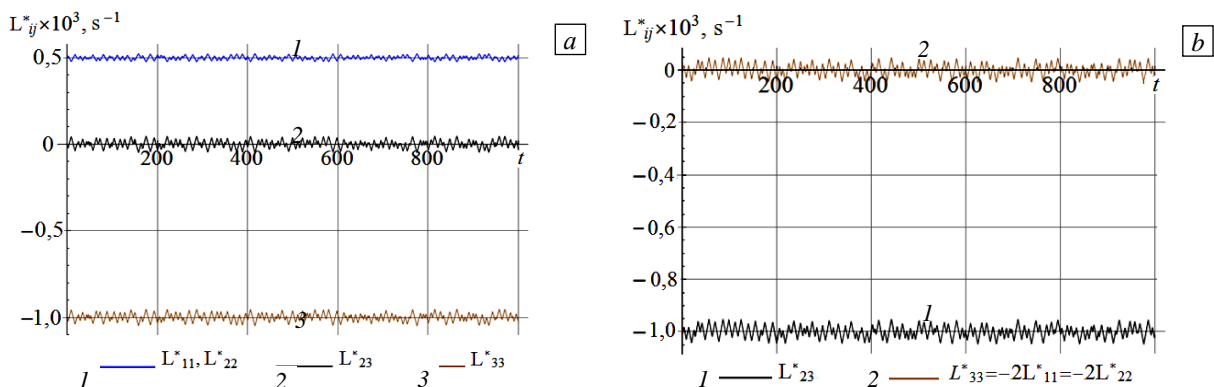 L*ij×10³, s⁻¹
a
0,5
1
0
2
200 400 600 800 t
−0,5
−1,0
3
1 L*11, L*22 2 L*23 3 L*33
L*ij×10³, s⁻¹
b
2
0
200 400 600 800 t
−0,2
−0,4
−0,6
−0,8
1
−1,0
1 L*23 2 L*33=−2L*11=−2L*22